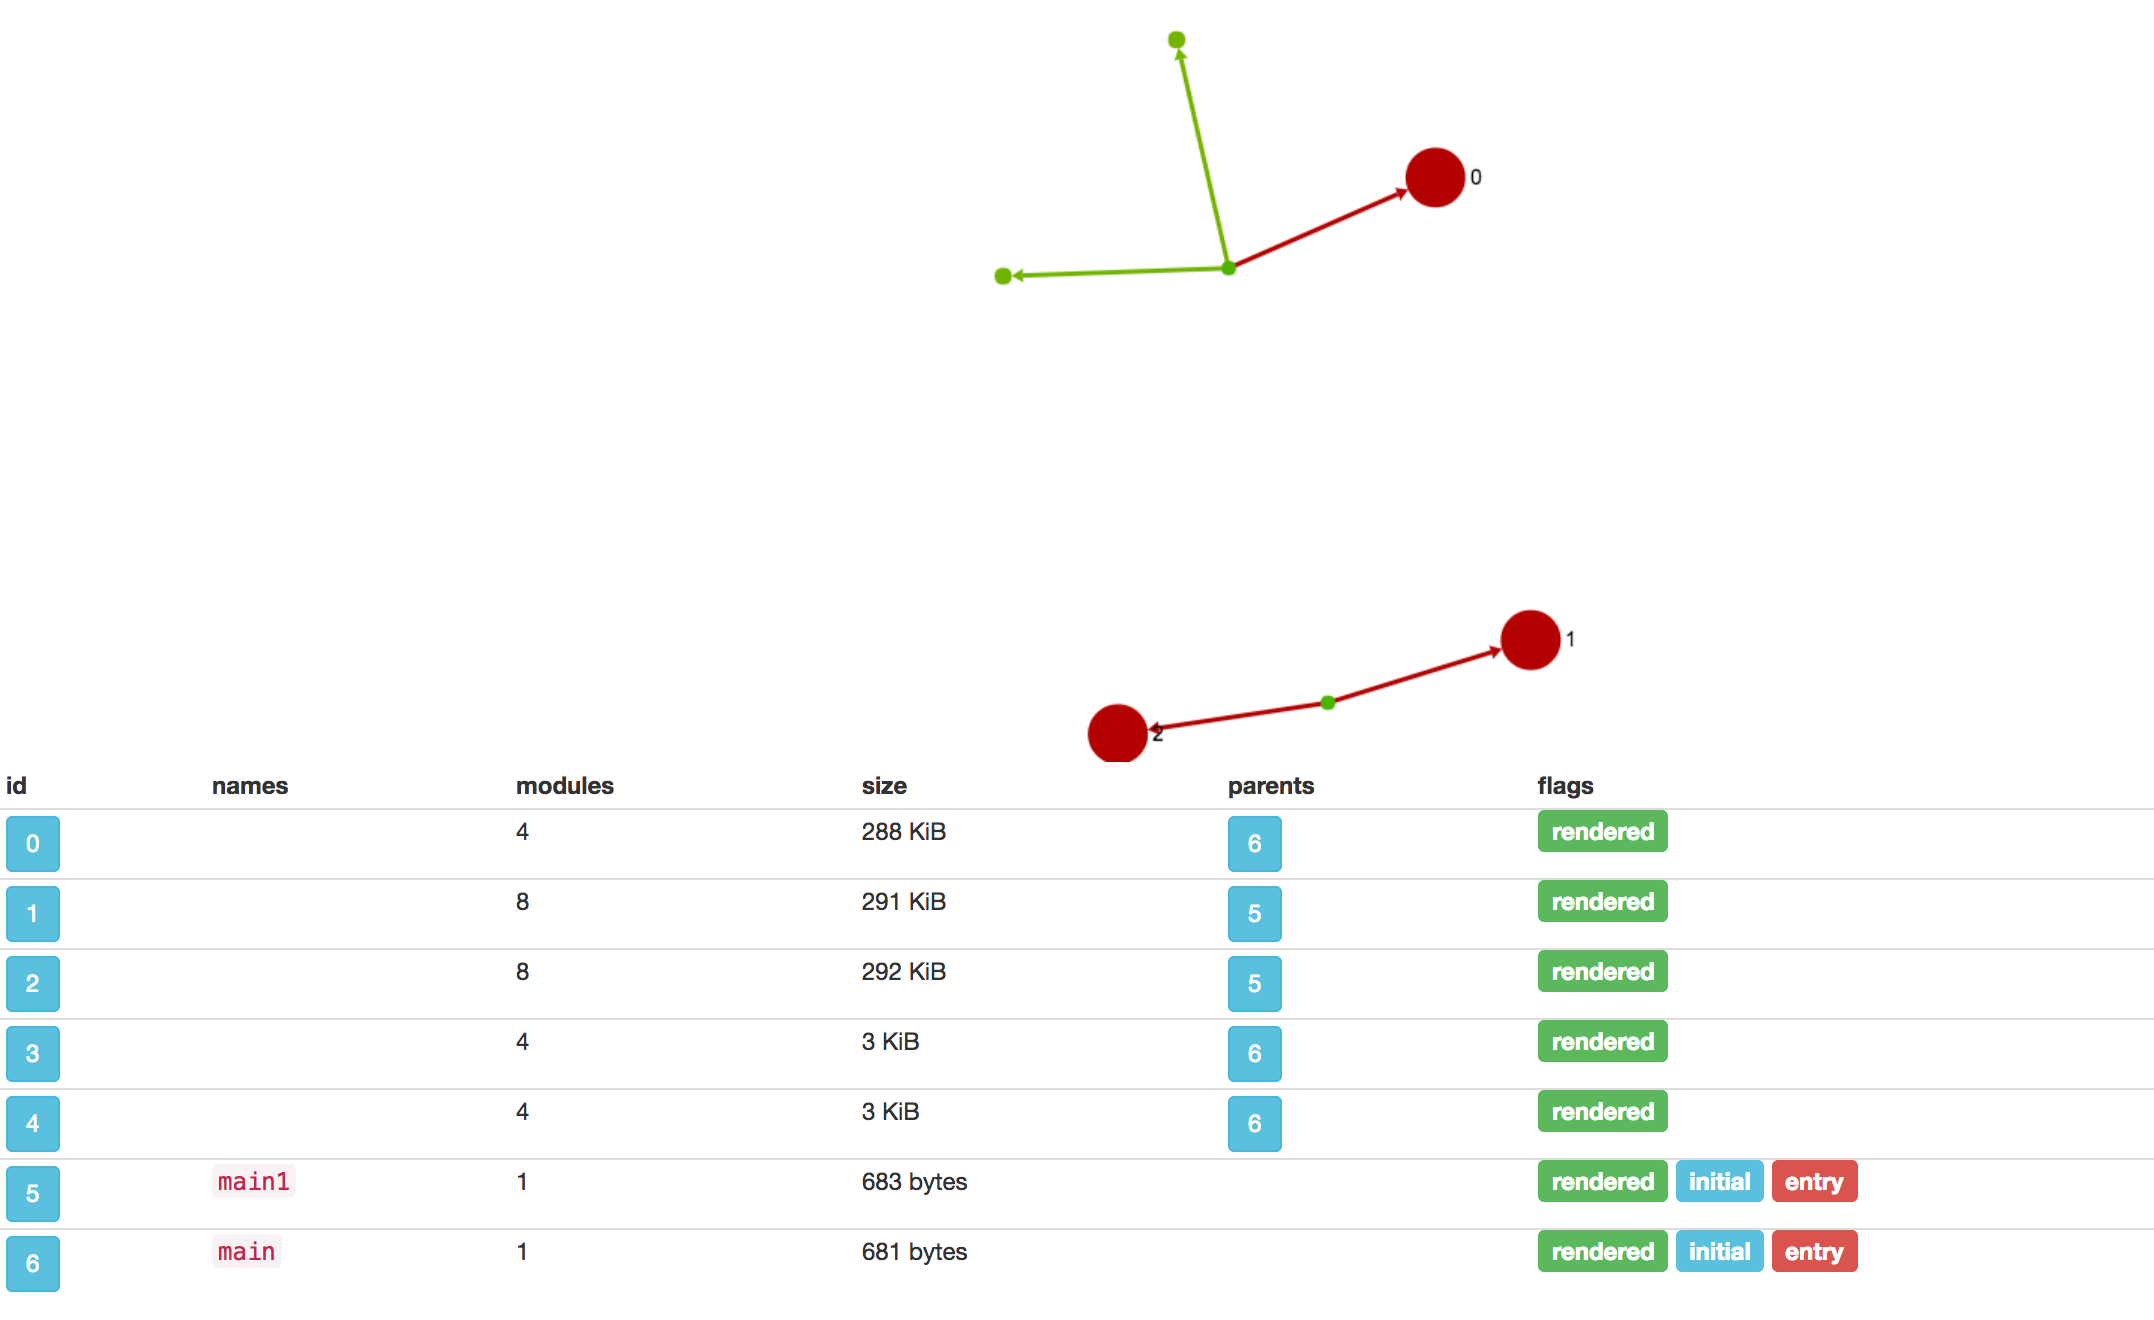 0
1
2
id names modules size parents flags
0 4 288 KiB 6 rendered
1 8 291 KiB 5 rendered
2 8 292 KiB 5 rendered
3 4 3 KiB 6 rendered
4 4 3 KiB 6 rendered
5 main1 1 683 bytes rendered initial entry
6 main 1 681 bytes rendered initial entry